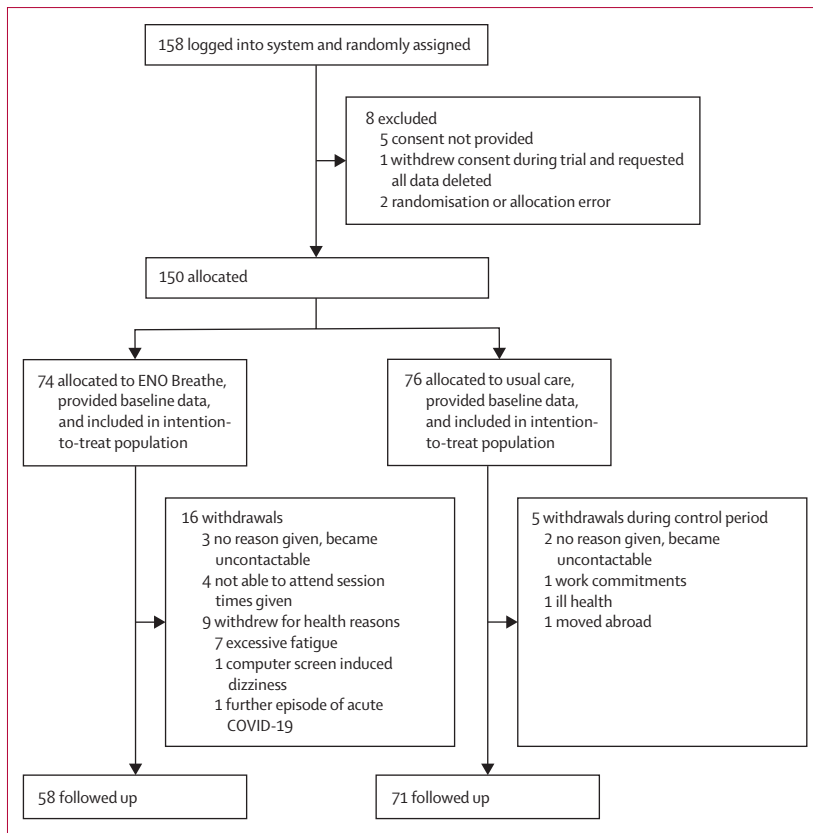 158 logged into system and randomly assigned
8 excluded
5 consent not provided
1 withdrew consent during trial and requested
all data deleted
2 randomisation or allocation error
150 allocated
74 allocated to ENO Breathe,
provided baseline data,
and included in intention-
to-treat population
76 allocated to usual care,
provided baseline data,
and included in intention-
to-treat population
16 withdrawals
3 no reason given, became
uncontactable
4 not able to attend session
times given
9 withdrew for health reasons
7 excessive fatigue
1 computer screen induced
dizziness
1 further episode of acute
COVID-19
5 withdrawals during control period
2 no reason given, became
uncontactable
1 work commitments
1 ill health
1 moved abroad
58 followed up
71 followed up